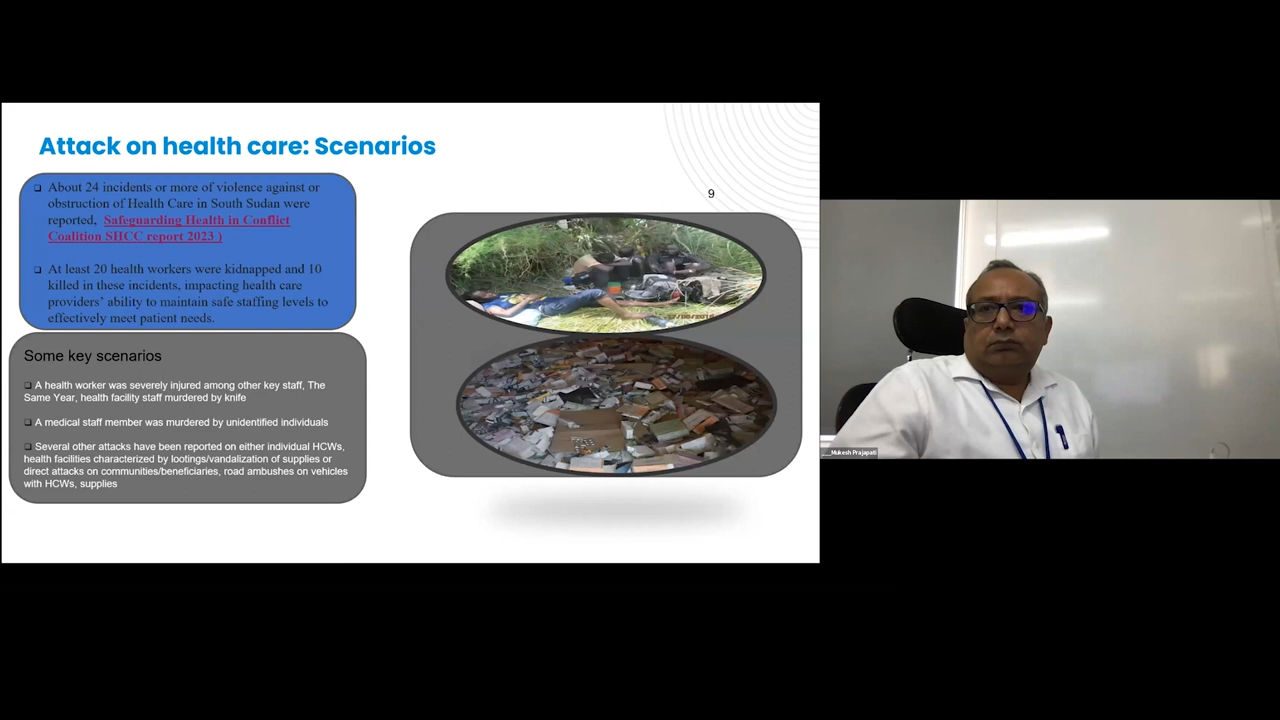 Attack on health care: Scenarios
❑ About 24 incidents or more of violence against or
obstruction of Health Care in South Sudan were
reported, Safeguarding Health in Conflict
Coalition SHCC report 2023 )
❑ At least 20 health workers were kidnapped and 10
killed in these incidents, impacting health care
providers’ ability to maintain safe staffing levels to
effectively meet patient needs.
Some key scenarios
❑ A health worker was severely injured among other key staff, The
Same Year, health facility staff murdered by knife
❑ A medical staff member was murdered by unidentified individuals
❑ Several other attacks have been reported on either individual HCWs,
health facilities characterized by lootings/vandalization of supplies or
direct attacks on communities/beneficiaries, road ambushes on vehicles
with HCWs, supplies
9
Mukesh Prajapati